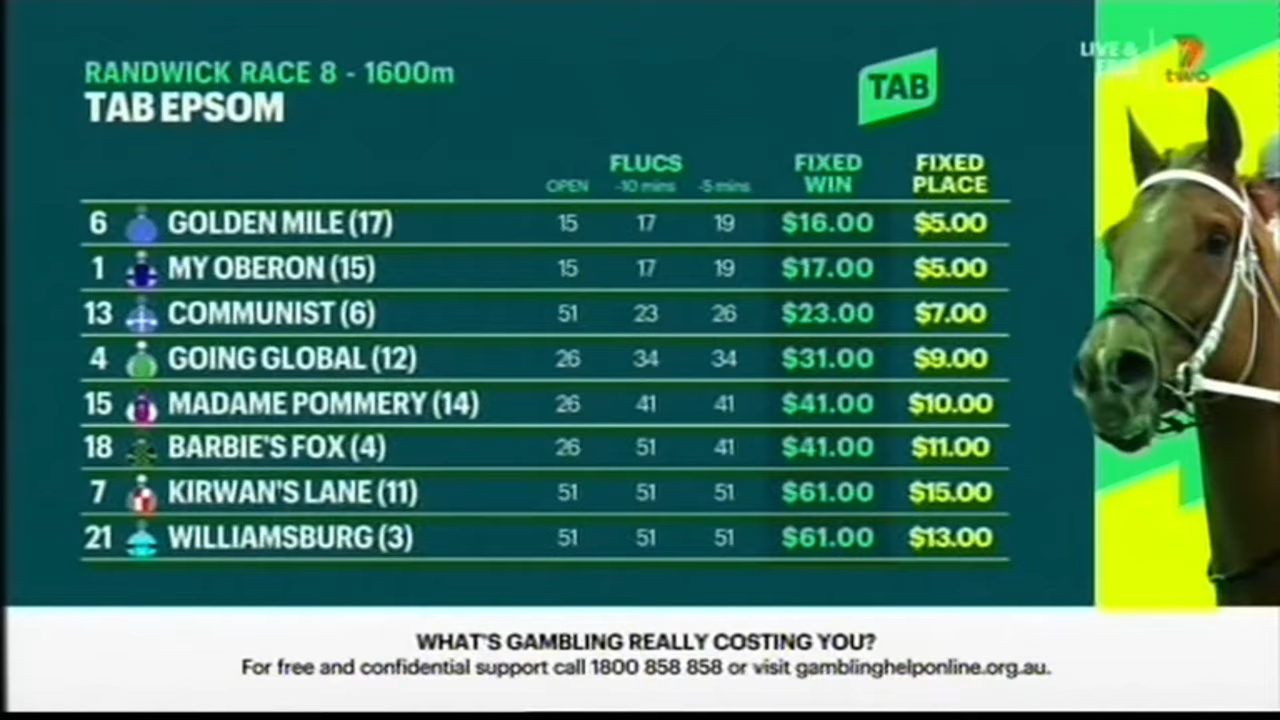 RANDWICK RACE 8 - 1600m
TAB EPSOM
TAB
LIVE &
7
two
FLUCS FIXED FIXED
OPEN -10 mins -5 mins WIN PLACE
6 GOLDEN MILE (17) 15 17 19 $16.00 $5.00
1 MY OBERON (15) 15 17 19 $17.00 $5.00
13 COMMUNIST (6) 51 23 26 $23.00 $7.00
4 GOING GLOBAL (12) 26 34 34 $31.00 $9.00
15 MADAME POMMERY (14) 26 41 41 $41.00 $10.00
18 BARBIE'S FOX (4) 26 51 41 $41.00 $11.00
7 KIRWAN'S LANE (11) 51 51 51 $61.00 $15.00
21 WILLIAMSBURG (3) 51 51 51 $61.00 $13.00
WHAT'S GAMBLING REALLY COSTING YOU?
For free and confidential support call 1800 858 858 or visit gamblinghelponline.org.au.